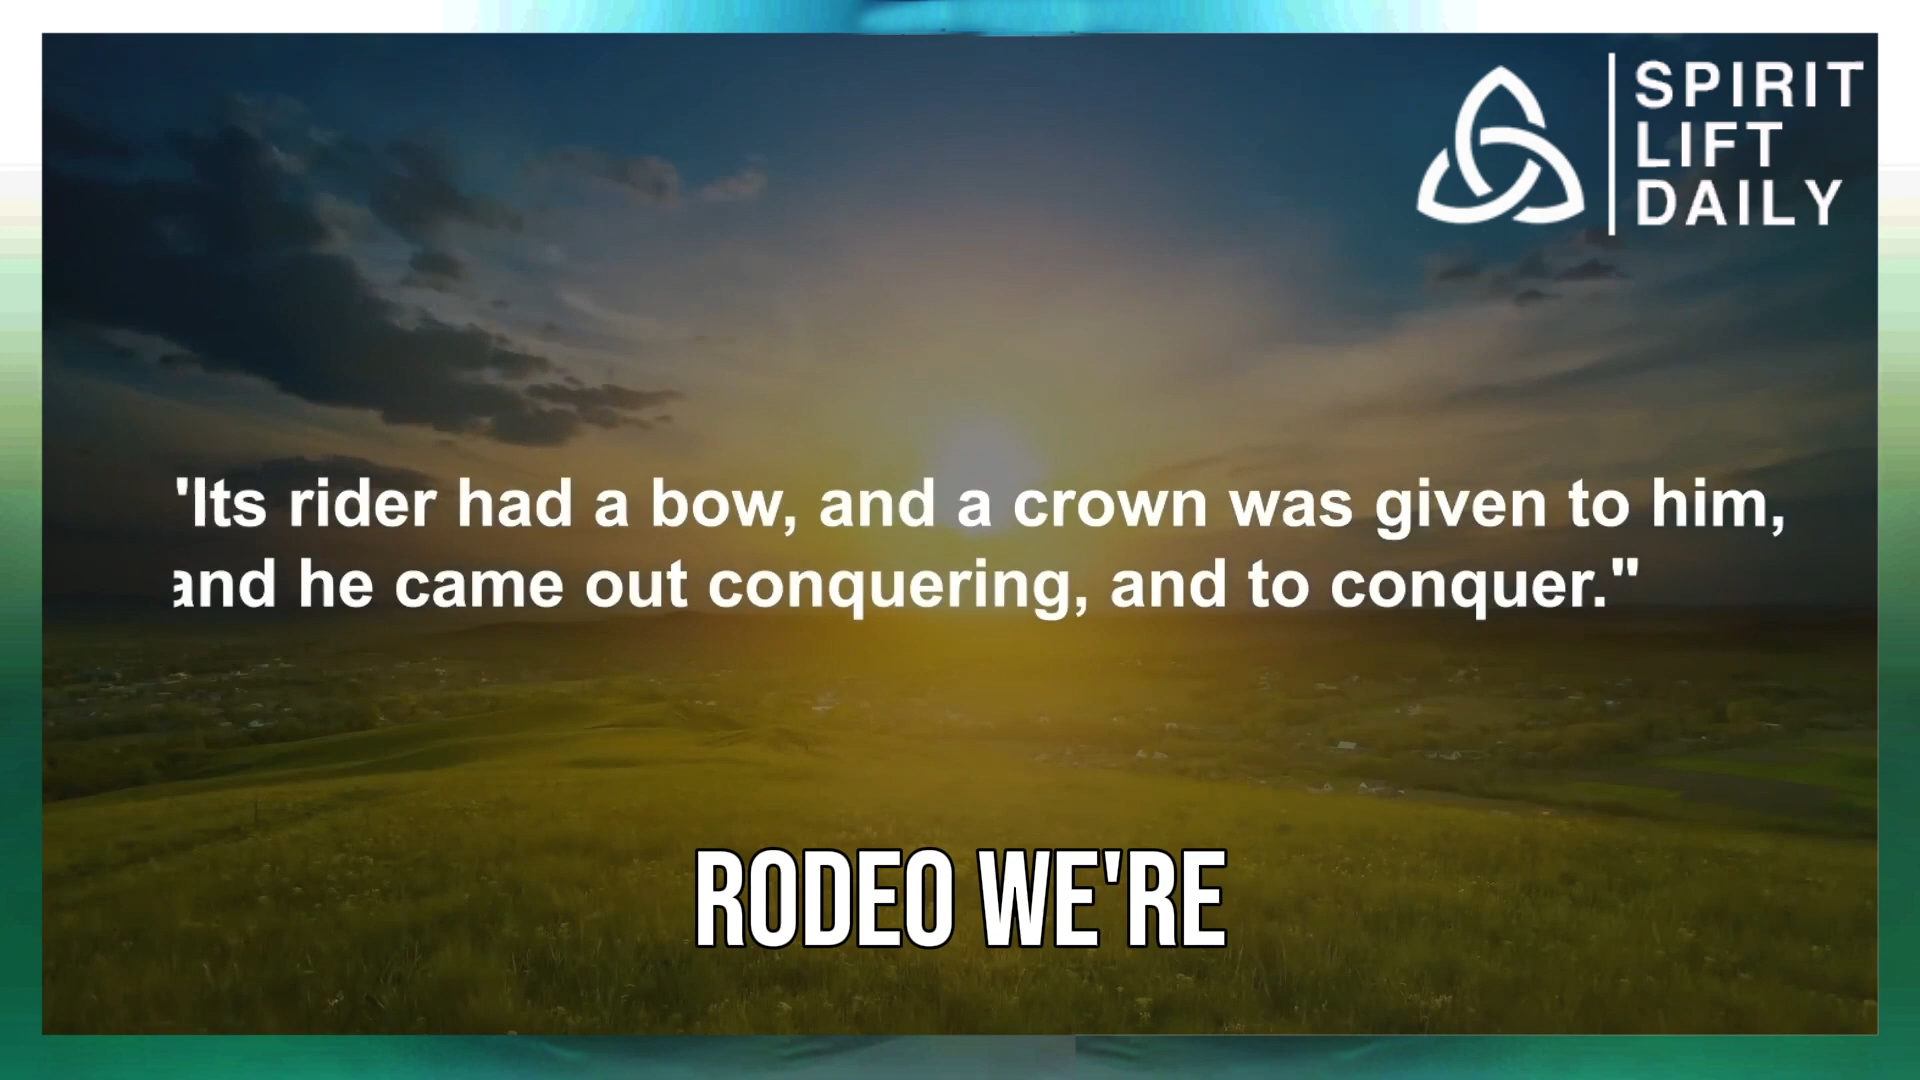 SPIRIT
LIFT
DAILY
'Its rider had a bow, and a crown was given to him,
and he came out conquering, and to conquer."
RODEO WE'RE